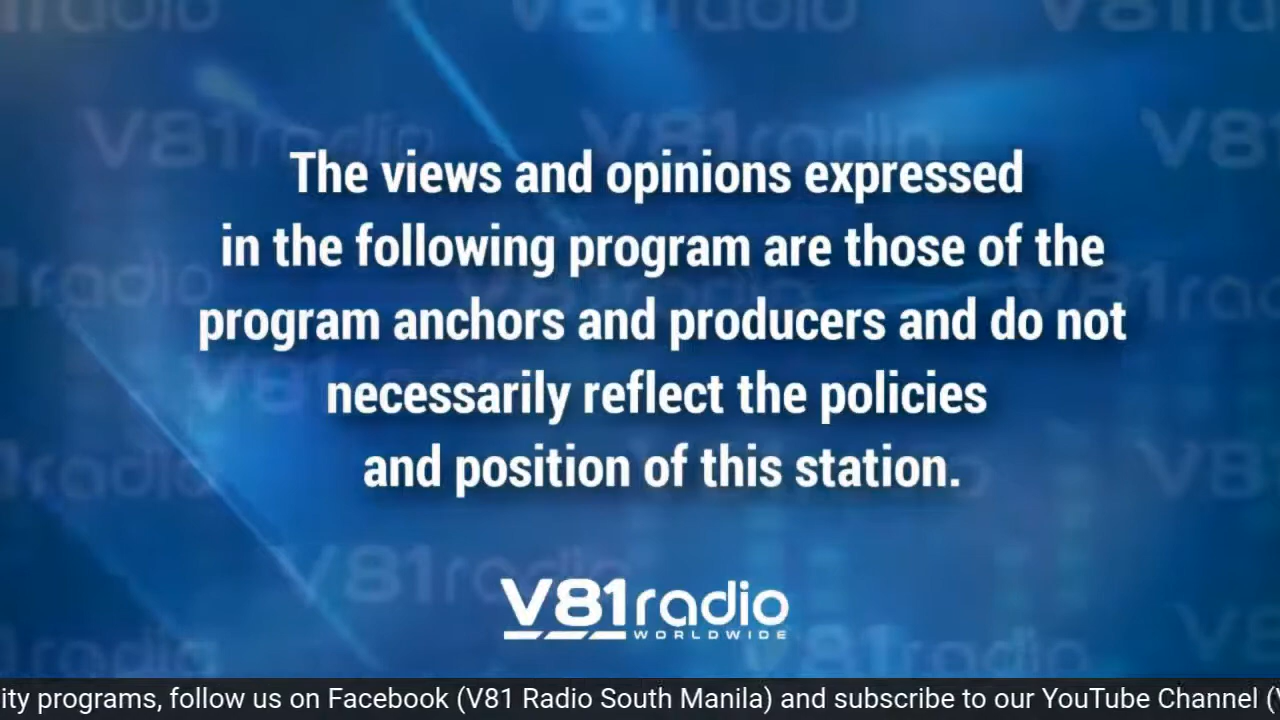 The views and opinions expressed
in the following program are those of the
program anchors and producers and do not
necessarily reflect the policies
and position of this station.
V81radio
WORLDWIDE
ity programs, follow us on Facebook (V81 Radio South Manila) and subscribe to our YouTube Channel (